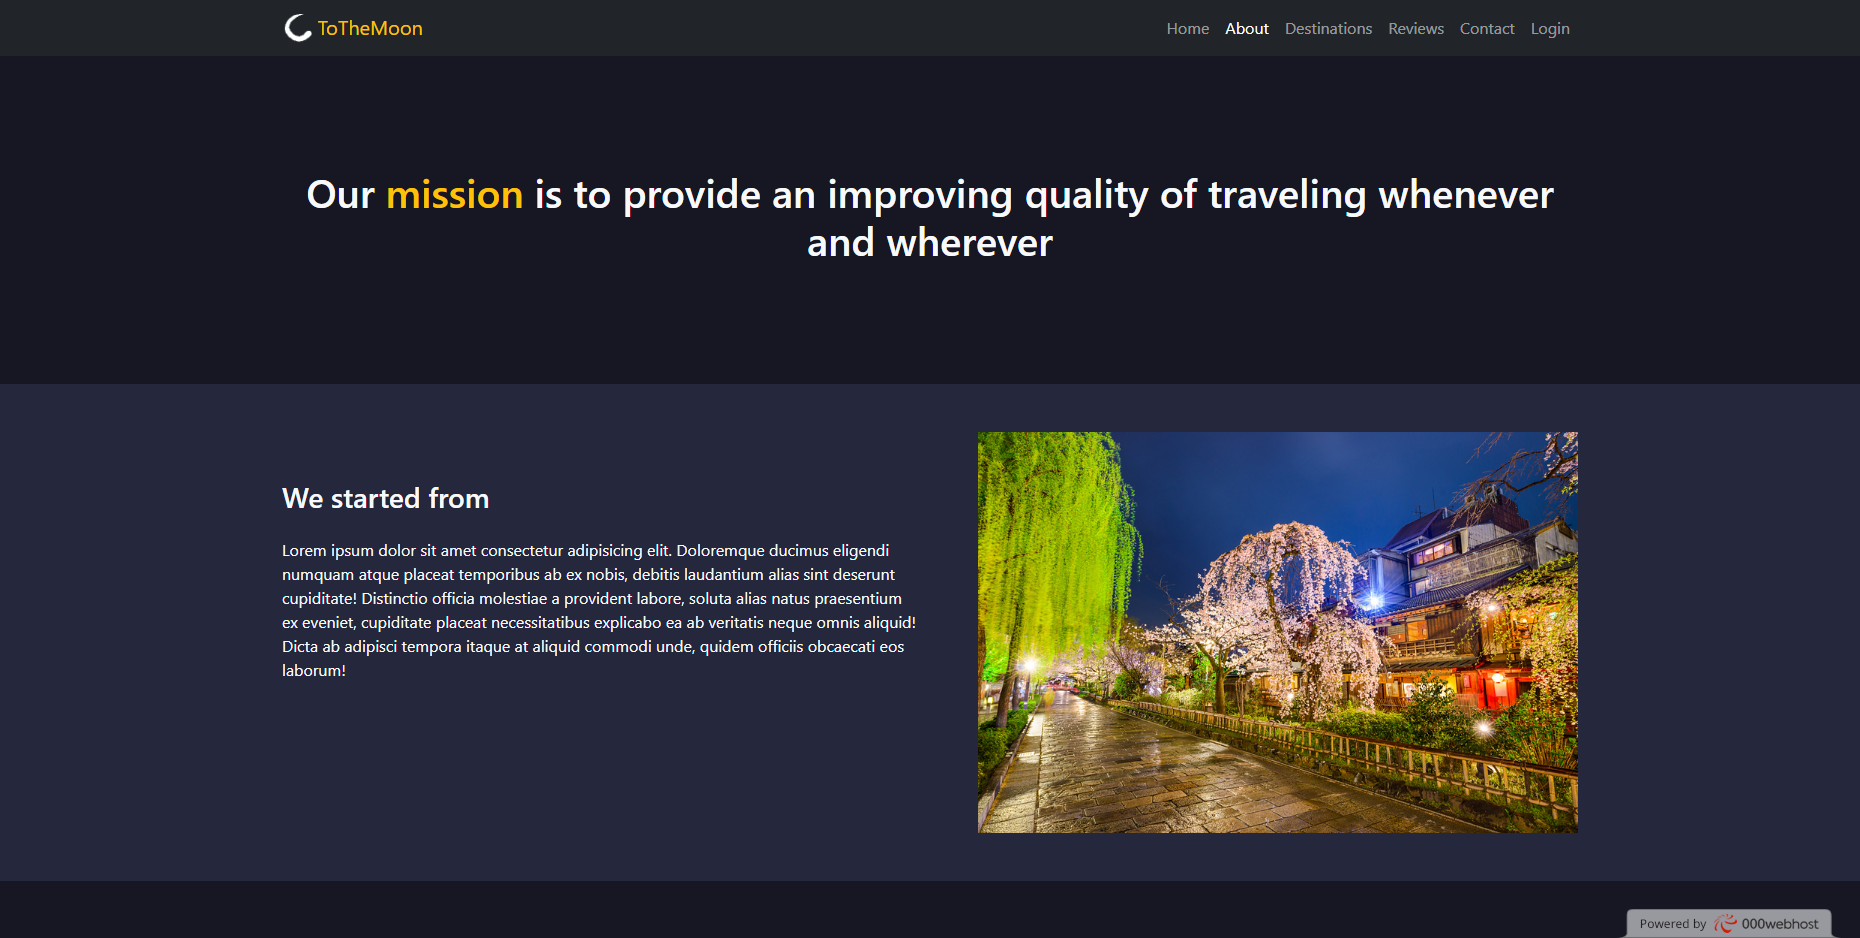 ToTheMoon
Home About Destinations Reviews Contact Login
Our mission is to provide an improving quality of traveling whenever
and wherever
We started from
Lorem ipsum dolor sit amet consectetur adipisicing elit. Doloremque ducimus eligendi
numquam atque placeat temporibus ab ex nobis, debitis laudantium alias sint deserunt
cupiditate! Distinctio officia molestiae a provident labore, soluta alias natus praesentium
ex eveniet, cupiditate placeat necessitatibus explicabo ea ab veritatis neque omnis aliquid!
Dicta ab adipisci tempora itaque at aliquid commodi unde, quidem officiis obcaecati eos
laborum!
Powered by 000webhost